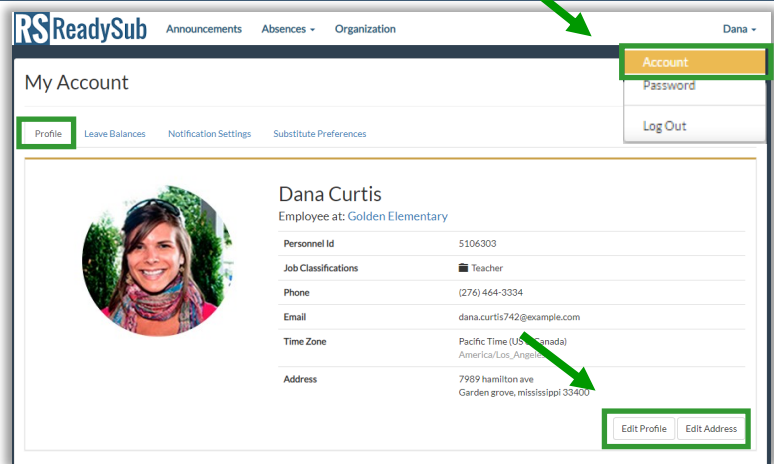 RS ReadySub Announcements Absences Organization Dana
Account
Password
Log Out
My Account
Profile Leave Balances Notification Settings Substitute Preferences
Dana Curtis
Employee at: Golden Elementary
Personnel Id 5106303
Job Classifications Teacher
Phone (276) 464-3334
Email dana.curtis742@example.com
Time Zone Pacific Time (US Canada)
America/Los_Angeles
Address 7989 hamilton ave
Garden grove, mississippi 33400
Edit Profile Edit Address